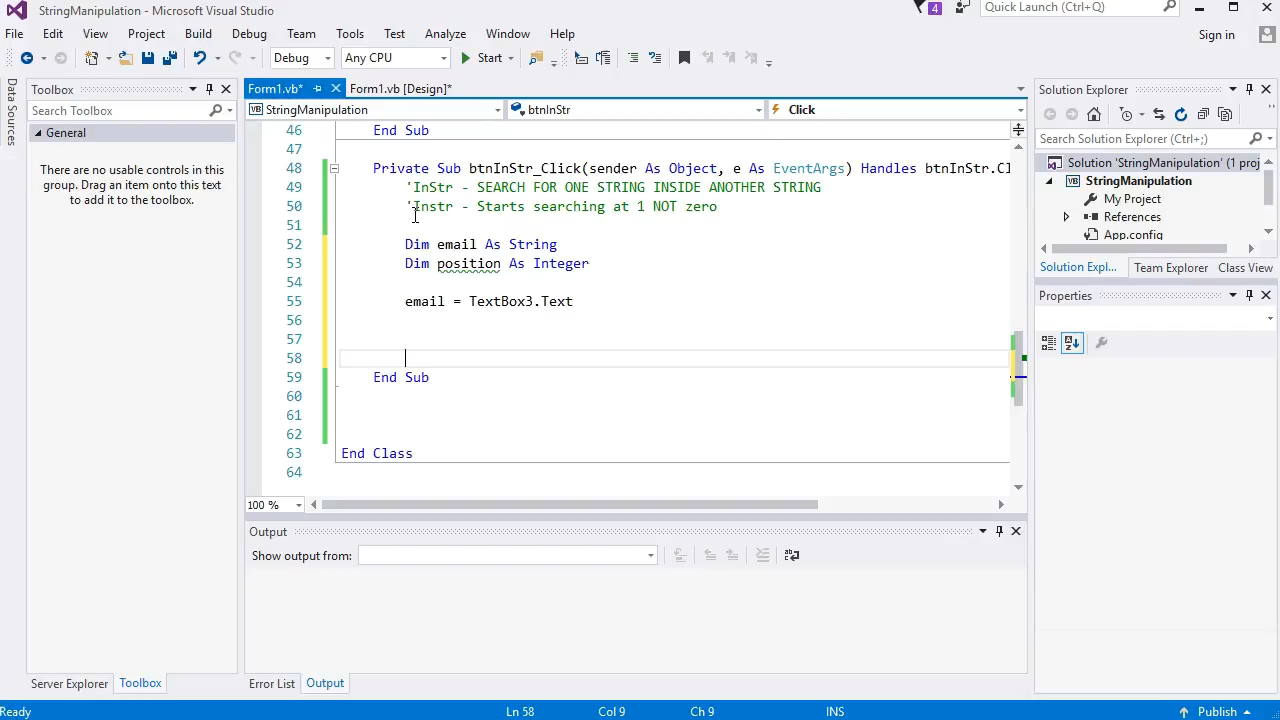 StringManipulation - Microsoft Visual Studio
4
Quick Launch (Ctrl+Q)
File Edit View Project Build Debug Team Tools Test Analyze Window Help
Sign in
Debug Any CPU Start
Data Sources
Toolbox
Search Toolbox
General
There are no usable controls in this
group. Drag an item onto this text
to add it to the toolbox.
Form1.vb* Form1.vb [Design]*
VB StringManipulation btnInStr Click
46 End Sub
47
48 Private Sub btnInStr_Click(sender As Object, e As EventArgs) Handles btnInStr.Cl
49 'InStr - SEARCH FOR ONE STRING INSIDE ANOTHER STRING
50 'Instr - Starts searching at 1 NOT zero
51
52 Dim email As String
53 Dim position As Integer
54
55 email = TextBox3.Text
56
57
58
59 End Sub
60
61
62
63 End Class
64
100 %
Output
Show output from:
Error List Output
Server Explorer Toolbox
Solution Explorer
Search Solution Explorer (Ctrl+;)
Solution 'StringManipulation' (1 proj
VB StringManipulation
My Project
References
App.config
Solution Expl... Team Explorer Class View
Properties
Ready Ln 58 Col 9 Ch 9 INS Publish